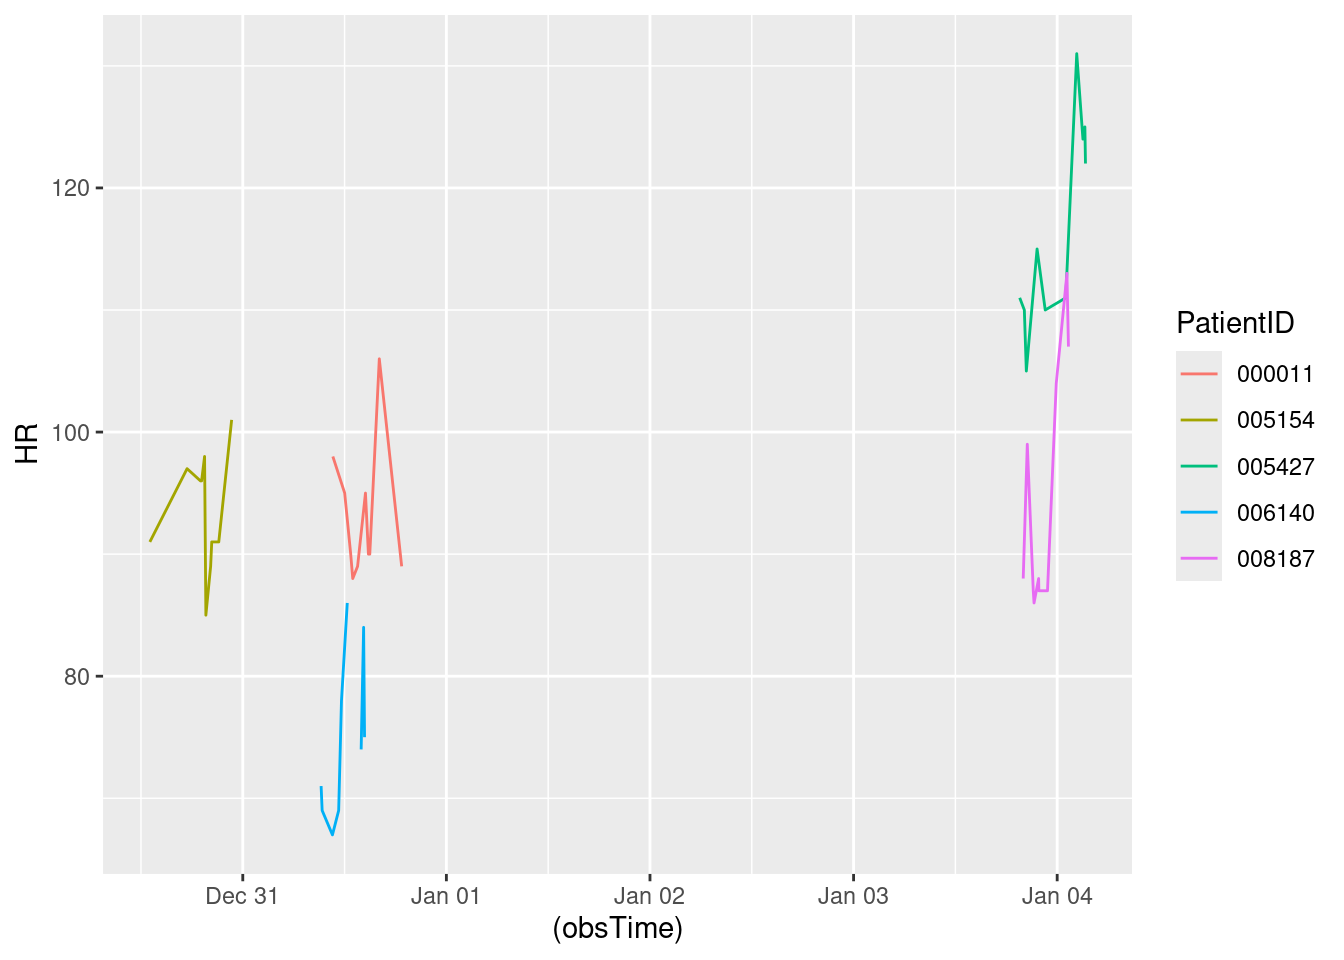 120
100
80
HR
Dec 31 Jan 01 Jan 02 Jan 03 Jan 04
(obsTime)
PatientID
000011
005154
005427
006140
008187